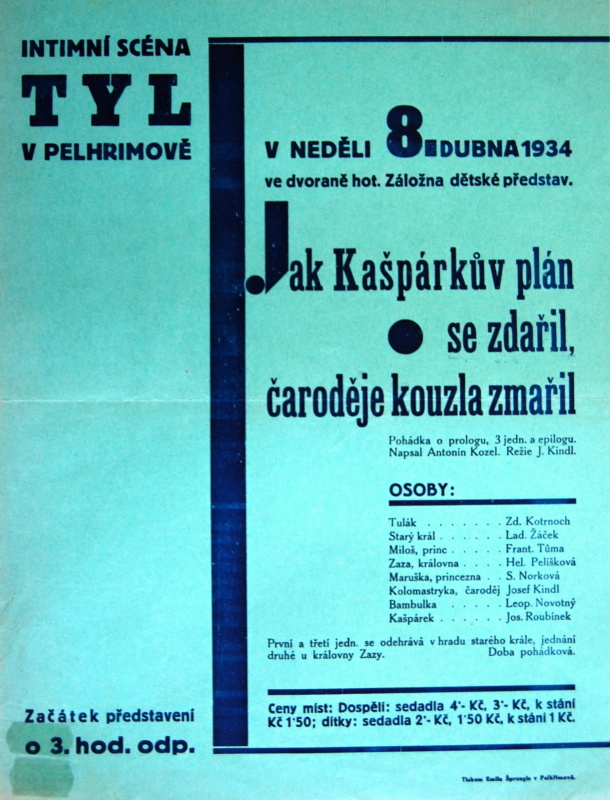 INTIMNÍ SCÉNA
TYL
V PELHRIMOVĚ
V NEDĚLI 8. DUBNA 1934
ve dvoraně hot. Záložna dětské představ.
Jak Kašpárkův plán
se zdařil,
čaroděje kouzla zmařil
Pohádka o prologu, 3 jedn. a epilogu.
Napsal Antonín Kozel. Režie J. Kindl.
OSOBY:
Tulák . . . . . . . Zd. Kotrnoch
Starý král . . . . . . Lad. Žáček
Miloš, princ . . . . . Frant. Tůma
Zaza, královna . . . . Hel. Pelíšková
Maruška, princezna . . S. Norková
Kolomastryka, čaroděj Josef Kindl
Bambulka . . . . . Leop. Novotný
Kašpárek . . . . . . Jos. Roubínek
První a třetí jedn. se odehrává v hradu starého krále, jednání
druhé u královny Zazy. Doba pohádková.
Ceny míst: Dospělí: sedadla 4'- Kč, 3'- Kč, k stání
Kč 1'50; dítky: sedadla 2'- Kč, 1'50 Kč, k stání 1 Kč.
Začátek představení
o 3. hod. odp.
Tiskem Emila Šprongla v Pelhřimově.